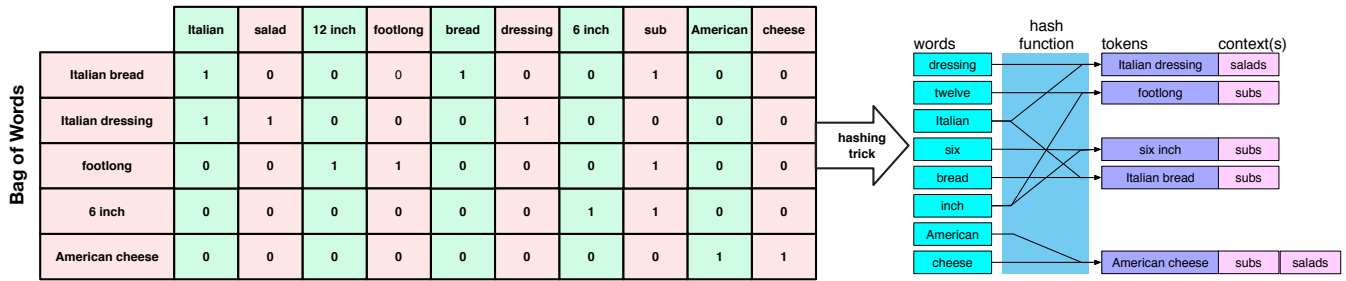 Bag of Words
Italian salad 12 inch footlong bread dressing 6 inch sub American cheese
Italian bread 1 0 0 0 1 0 0 1 0 0
Italian dressing 1 1 0 0 0 1 0 0 0 0
footlong 0 0 1 1 0 0 0 1 0 0
6 inch 0 0 0 0 0 0 1 1 0 0
American cheese 0 0 0 0 0 0 0 0 1 1
hashing
trick
hash
words function tokens context(s)
dressing Italian dressing salads
twelve footlong subs
Italian
six six inch subs
bread Italian bread subs
inch
American
cheese American cheese subs salads